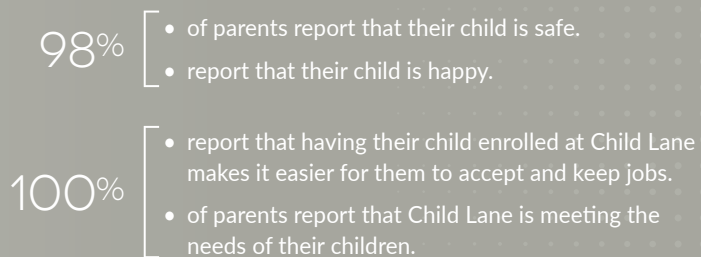 98%
• of parents report that their child is safe.
• report that their child is happy.
100%
• report that having their child enrolled at Child Lane
makes it easier for them to accept and keep jobs.
• of parents report that Child Lane is meeting the
needs of their children.